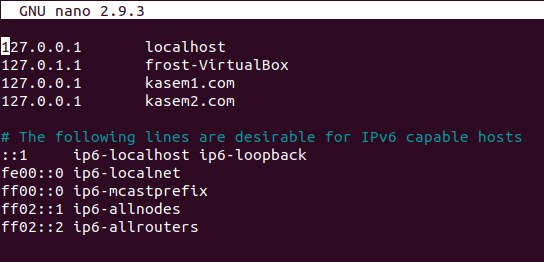 GNU nano 2.9.3
127.0.0.1 localhost
127.0.1.1 frost-VirtualBox
127.0.0.1 kasem1.com
127.0.0.1 kasem2.com
# The following lines are desirable for IPv6 capable hosts
::1 ip6-localhost ip6-loopback
fe00::0 ip6-localnet
ff00::0 ip6-mcastprefix
ff02::1 ip6-allnodes
ff02::2 ip6-allrouters